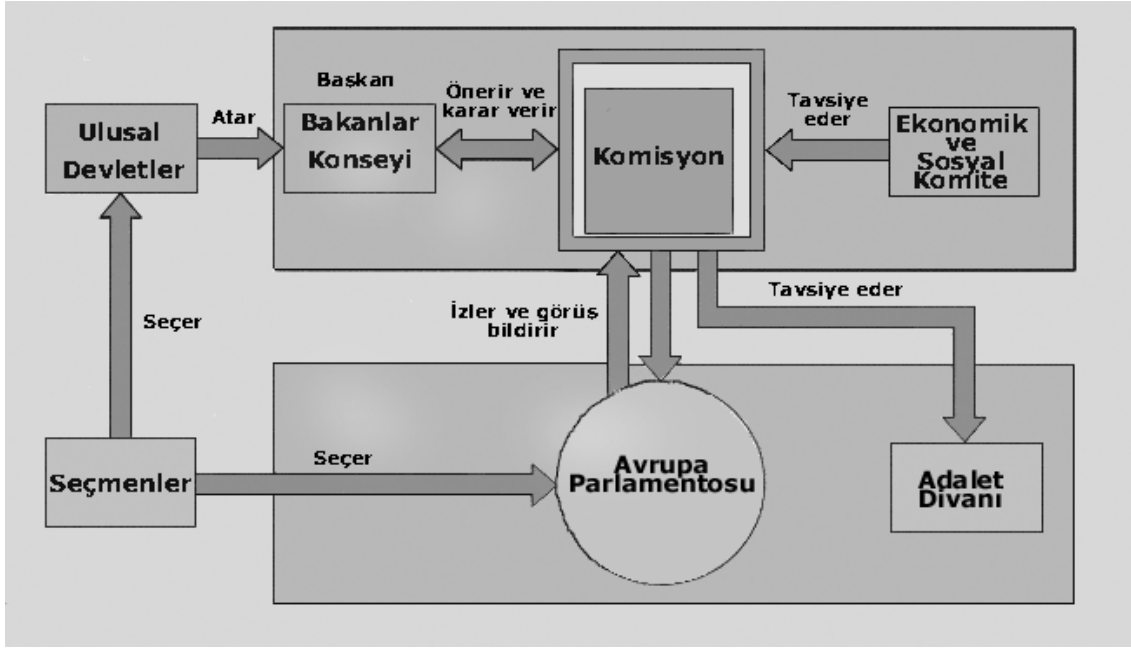 Başkan
Ulusal
Devletler
Atar
Bakanlar
Konseyi
Önerir ve
karar verir
Komisyon
Tavsiye
eder
Ekonomik
ve
Sosyal
Komite
Seçer
İzler ve görüş
bildirir
Tavsiye eder
Seçmenler
Seçer
Avrupa
Parlamentosu
Adalet
Divanı